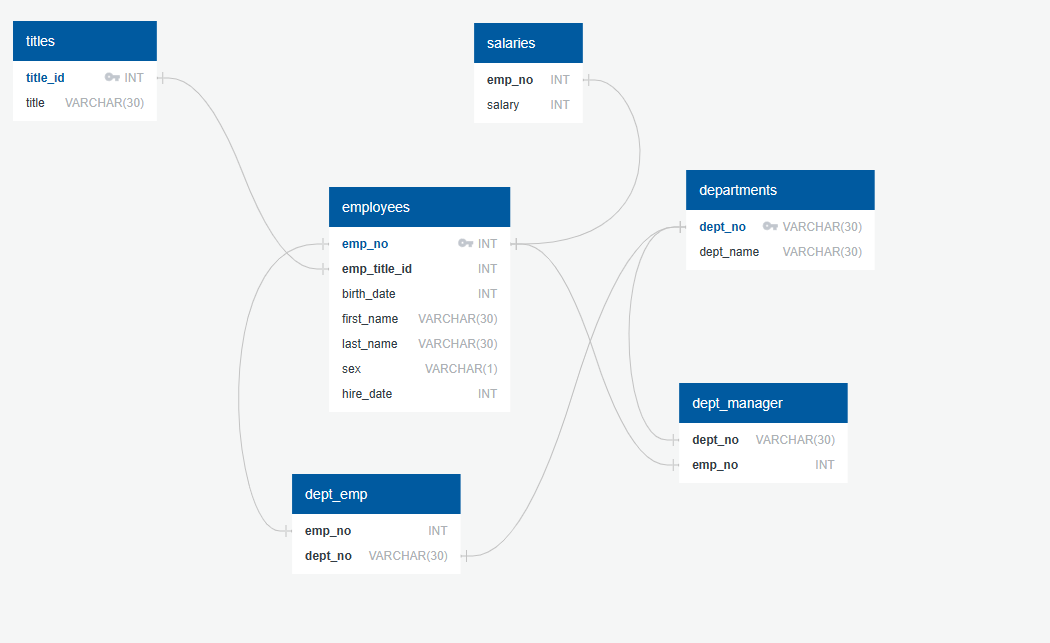 titles
title_id INT
title VARCHAR(30)
salaries
emp_no INT
salary INT
departments
dept_no VARCHAR(30)
dept_name VARCHAR(30)
employees
emp_no INT
emp_title_id INT
birth_date INT
first_name VARCHAR(30)
last_name VARCHAR(30)
sex VARCHAR(1)
hire_date INT
dept_manager
dept_no VARCHAR(30)
emp_no INT
dept_emp
emp_no INT
dept_no VARCHAR(30)